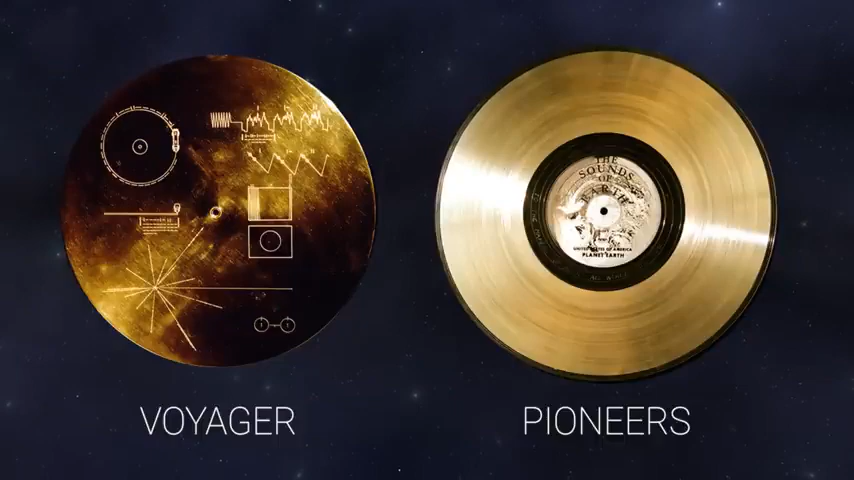 THE
SOUNDS
OF
EARTH
UNITED STATES OF AMERICA
PLANET EARTH
VOYAGER
PIONEERS